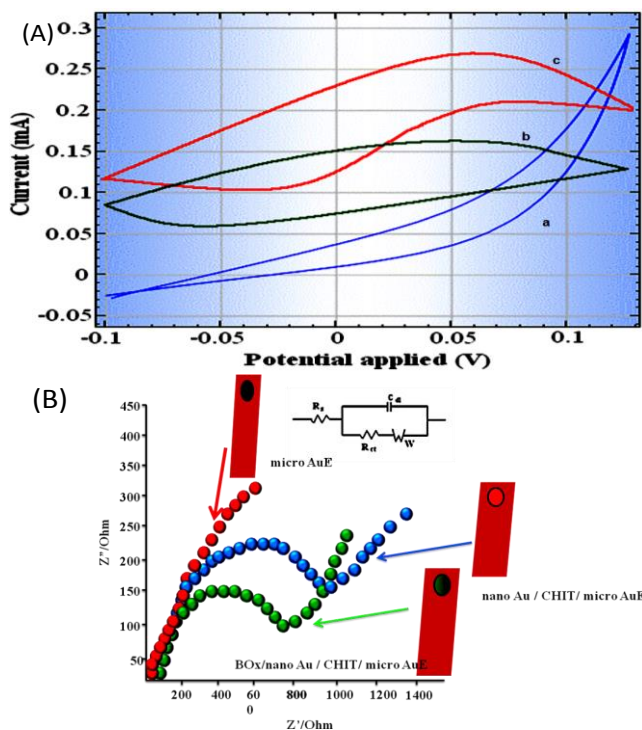 (A)
0.3
0.25
0.2
0.15
0.1
0.05
0
-0.05
Current (mA)
c
b
a
-0.1
-0.05
0
0.05
0.1
Potential applied (V)
(B)
450
400
350
300
250
200
150
100
50
Z"/Ohm
micro AuE
Rs
C dl
Rct
W
nano Au / CHIT/ micro AuE
BOx/nano Au / CHIT/ micro AuE
200
400
60
0
800
1000
1200
1400
Z'/Ohm